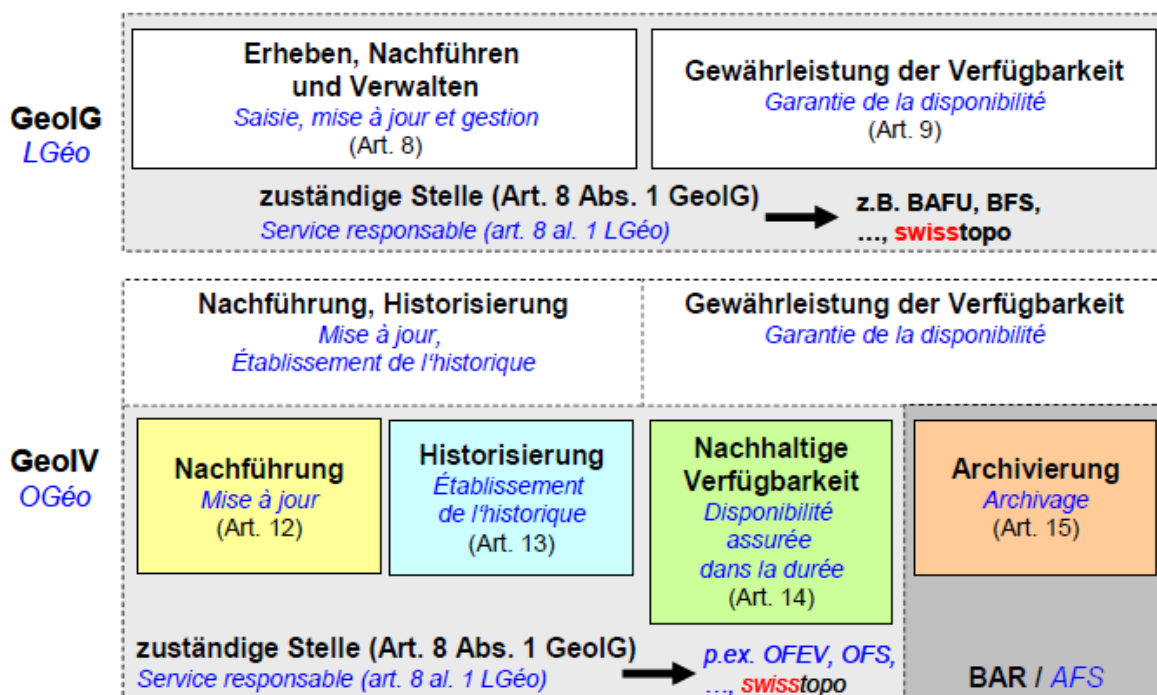 Erheben, Nachführen
und Verwalten
Saisie, mise à jour et gestion
(Art. 8)
Gewährleistung der Verfügbarkeit
Garantie de la disponibilité
(Art. 9)
GeoIG
LGéo
zuständige Stelle (Art. 8 Abs. 1 GeoIG)
Service responsable (art. 8 al. 1 LGéo)
z.B. BAFU, BFS,
..., swisstopo
Nachführung, Historisierung
Mise à jour,
Établissement de l'historique
Gewährleistung der Verfügbarkeit
Garantie de la disponibilité
GeoIV
OGéo
Nachführung
Mise à jour
(Art. 12)
Historisierung
Établissement
de l'historique
(Art. 13)
Nachhaltige
Verfügbarkeit
Disponibilité
assurée
dans la durée
(Art. 14)
Archivierung
Archivage
(Art. 15)
zuständige Stelle (Art. 8 Abs. 1 GeoIG)
Service responsable (art. 8 al. 1 LGéo)
p.ex. OFEV, OFS,
..., swisstopo
BAR / AFS